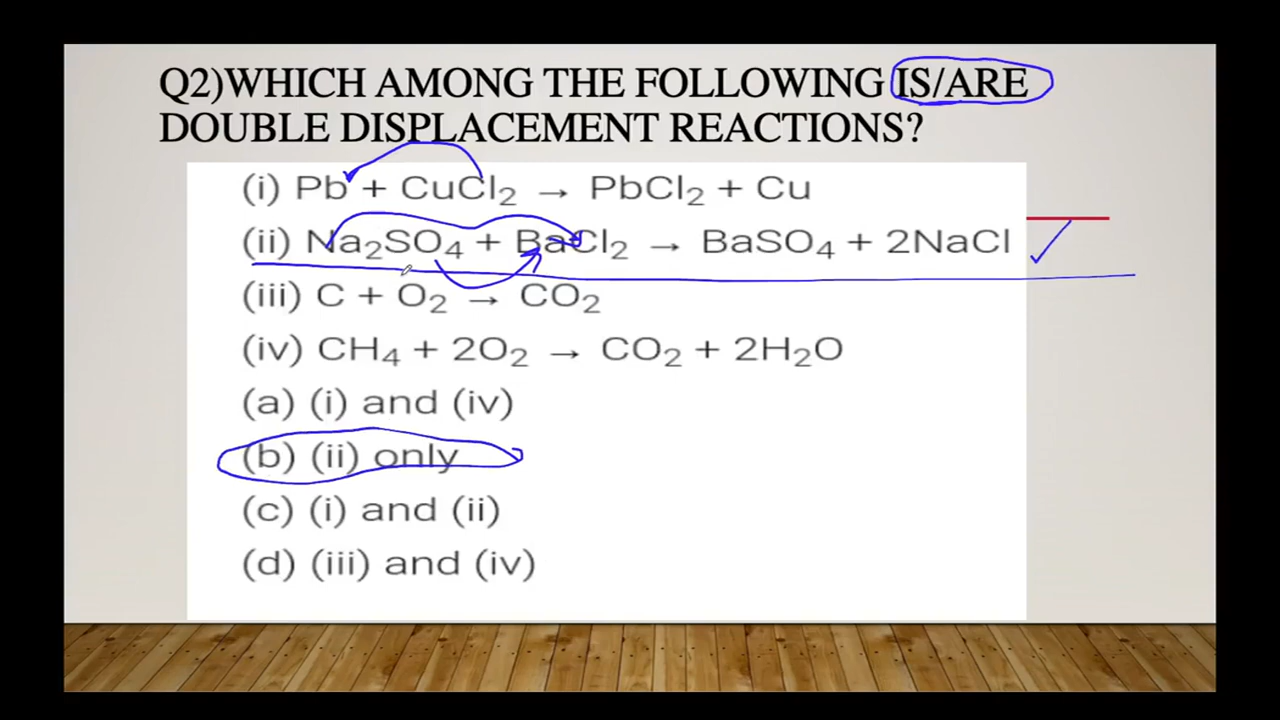 Q2)WHICH AMONG THE FOLLOWING IS/ARE
DOUBLE DISPLACEMENT REACTIONS?
(i) Pb + CuCl₂ → PbCl₂ + Cu
(ii) Na₂SO₄ + BaCl₂ → BaSO₄ + 2NaCl
(iii) C + O₂ → CO₂
(iv) CH₄ + 2O₂ → CO₂ + 2H₂O
(a) (i) and (iv)
(b) (ii) only
(c) (i) and (ii)
(d) (iii) and (iv)